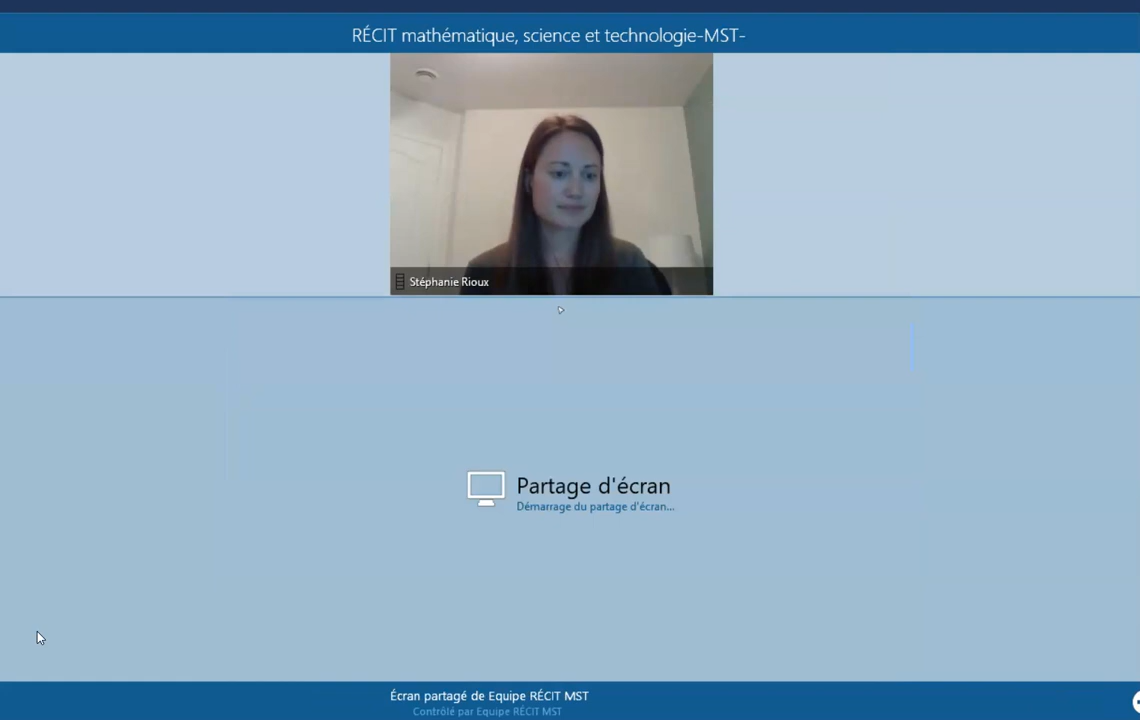 RÉCIT mathématique, science et technologie-MST-
Stéphanie Rioux
Partage d'écran
Démarrage du partage d'écran...
Écran partagé de Equipe RÉCIT MST
Contrôlé par Equipe RÉCIT MST